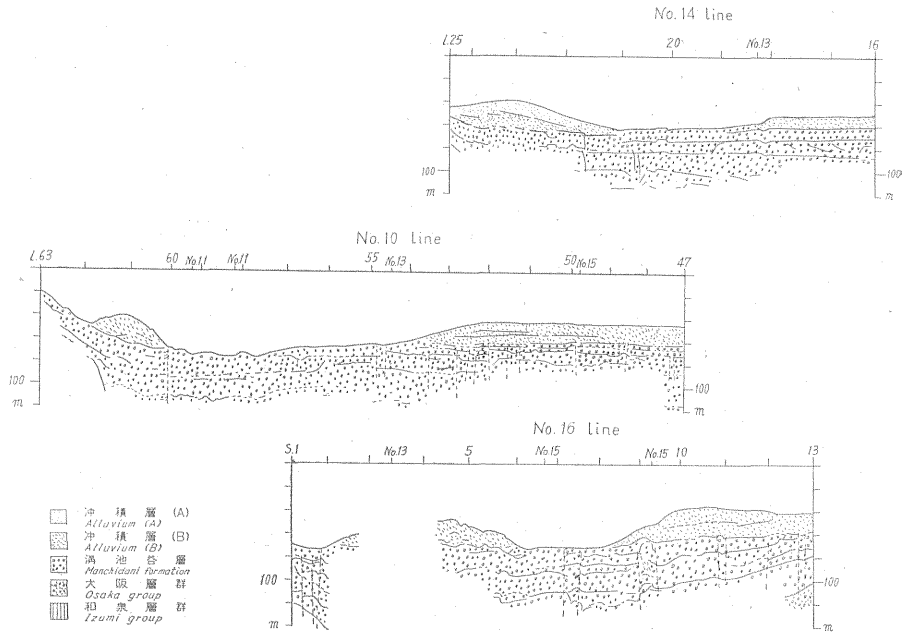 No. 14 line
L.25 20 No.13 16
100 100
m m
No. 10 line
L.63 60 No.11 No.11 55 No.13 50 No.15 47
100 100
m m
No. 16 line
S.1 No.13 5 No.15 No.15 10 13
100 100
m m
沖積層 (A)
Alluvium (A)
沖積層 (B)
Alluvium (B)
満池谷層
Manchidani formation
大阪層群
Osaka group
和泉層群
Izumi group